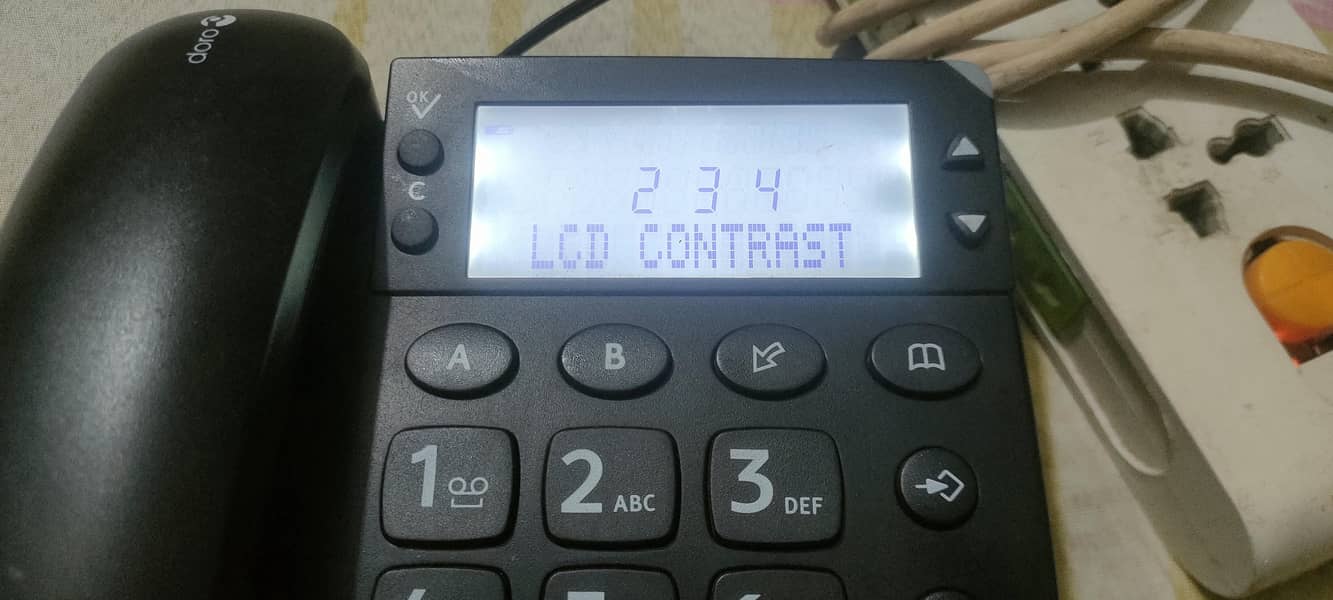 doro
OK
2 3 4
C
LCD CONTRAST
A B
1 2 ABC 3 DEF